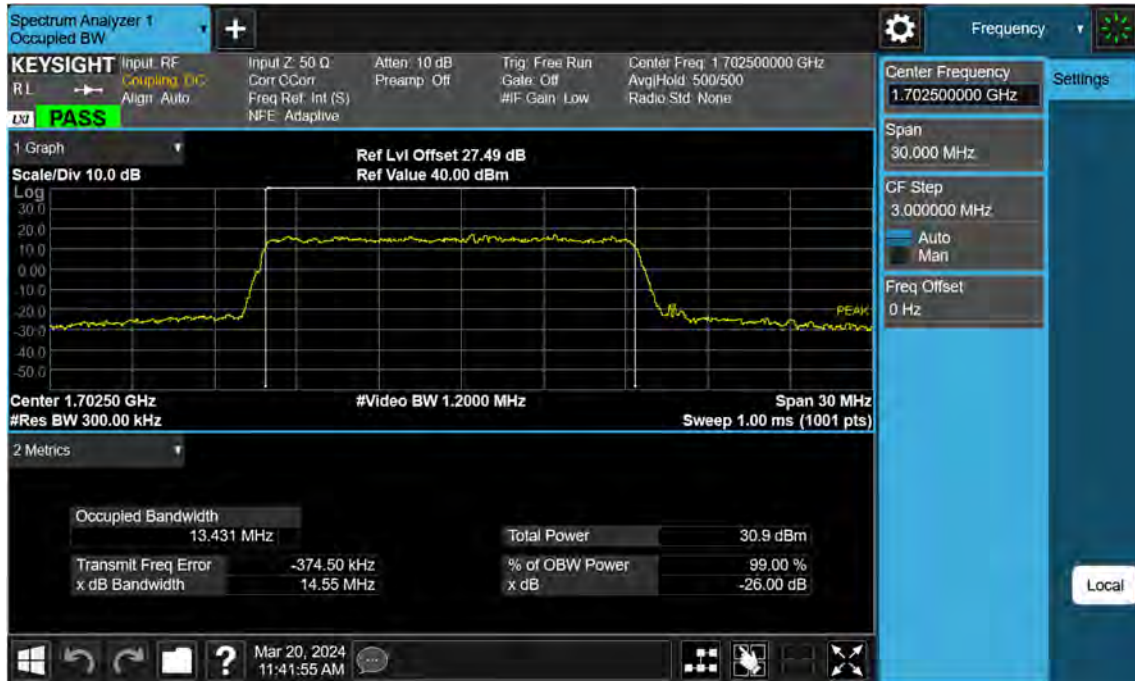 Spectrum Analyzer 1
Occupied BW
+
Frequency
KEYSIGHT
Input: RF
Coupling: DC
Align: Auto
Input Z: 50 Ω
Corr CCorr
Freq Ref: Int (S)
NFE: Adaptive
Atten: 10 dB
Preamp: Off
Trig: Free Run
Gate: Off
#IF Gain: Low
Center Freq: 1.702500000 GHz
Avg|Hold: 500/500
Radio Std: None
R L
LXI
PASS
Center Frequency
1.702500000 GHz
Settings
Span
30.000 MHz
CF Step
3.000000 MHz
Auto
Man
Freq Offset
0 Hz
1 Graph
Ref Lvl Offset 27.49 dB
Scale/Div 10.0 dB
Ref Value 40.00 dBm
Log
30.0
20.0
10.0
0.00
-10.0
-20.0
PEAK
-30.0
-40.0
-50.0
Center 1.70250 GHz
#Video BW 1.2000 MHz
Span 30 MHz
#Res BW 300.00 kHz
Sweep 1.00 ms (1001 pts)
2 Metrics
Occupied Bandwidth
13.431 MHz
Total Power
30.9 dBm
Transmit Freq Error
-374.50 kHz
% of OBW Power
99.00 %
x dB Bandwidth
14.55 MHz
x dB
-26.00 dB
Local
?
Mar 20, 2024
11:41:55 AM